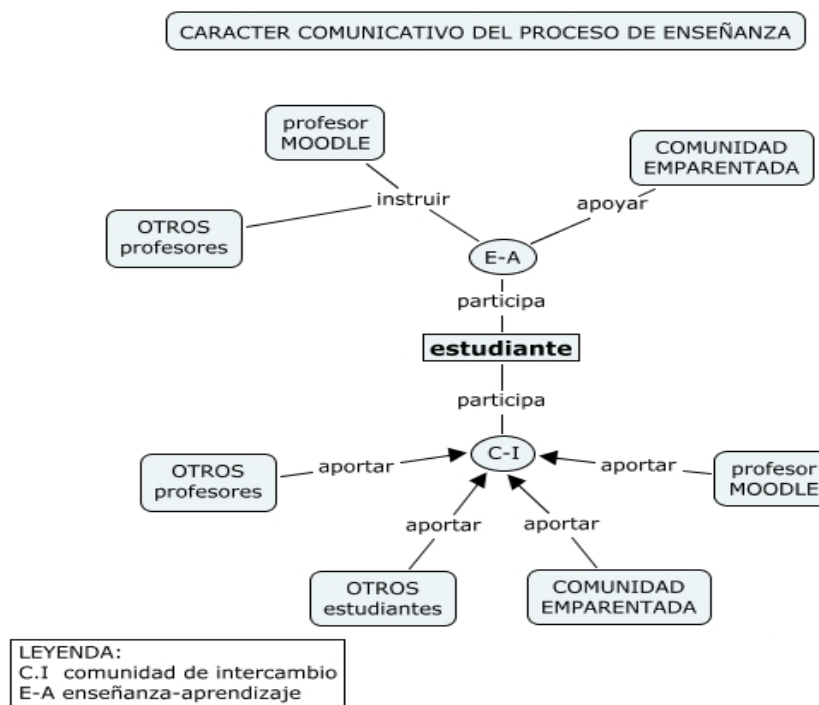 CARACTER COMUNICATIVO DEL PROCESO DE ENSEÑANZA
profesor
MOODLE
COMUNIDAD
EMPARENTADA
instruir
apoyar
OTROS
profesores
E-A
participa
estudiante
participa
C-I
OTROS
profesores
aportar
aportar
profesor
MOODLE
aportar
aportar
OTROS
estudiantes
COMUNIDAD
EMPARENTADA
LEYENDA:
C.I comunidad de intercambio
E-A enseñanza-aprendizaje